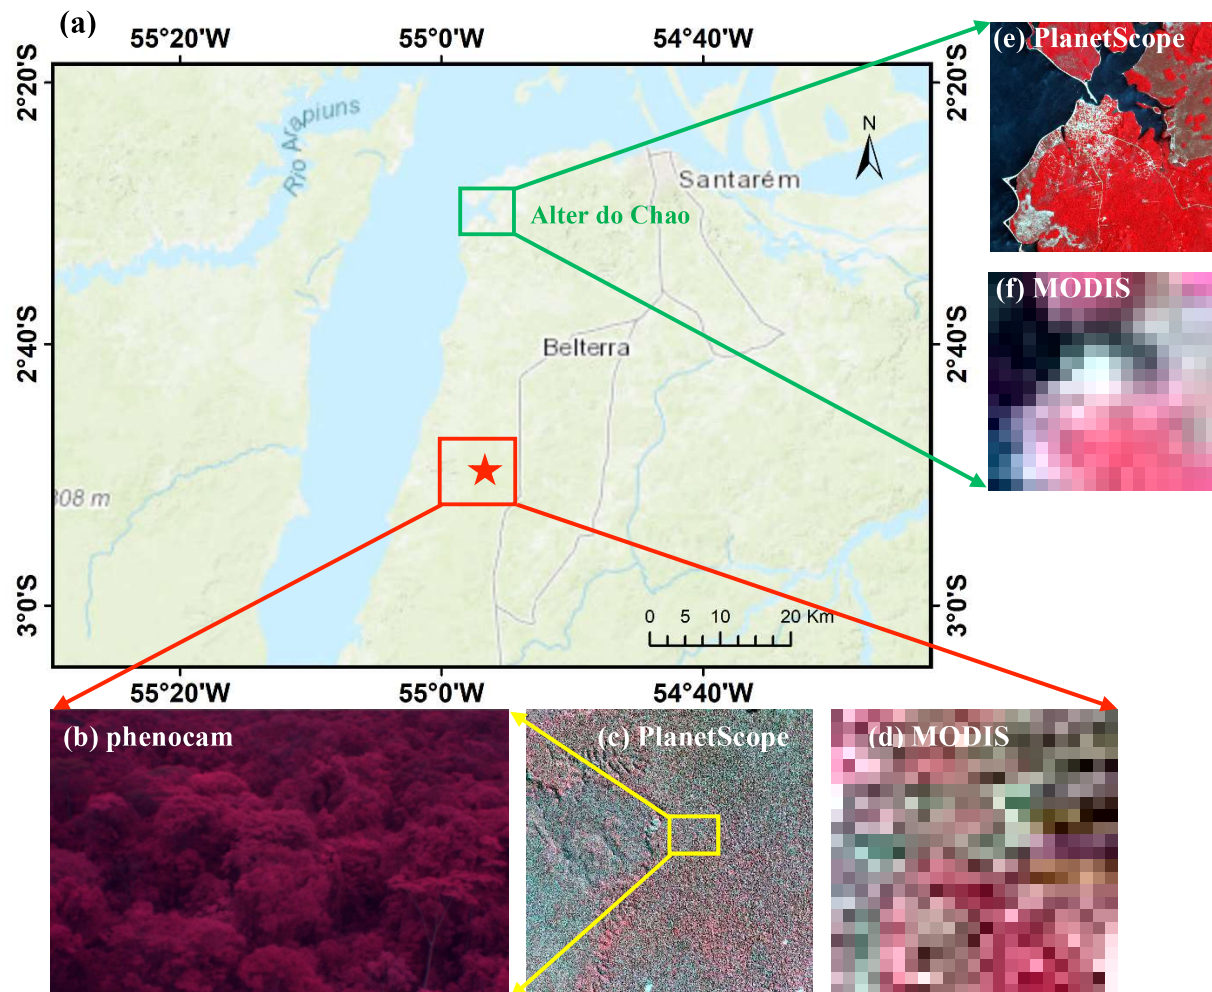 (a)
55°20'W 55°0'W 54°40'W
(e) PlanetScope
2°20'S
2°20'S
Rio Arapiuns
N
Santarém
Alter do Chao
(f) MODIS
2°40'S
2°40'S
Belterra
308 m
3°0'S
3°0'S
0 5 10 20 Km
55°20'W 55°0'W 54°40'W
(b) phenocam
(c) PlanetScope
(d) MODIS